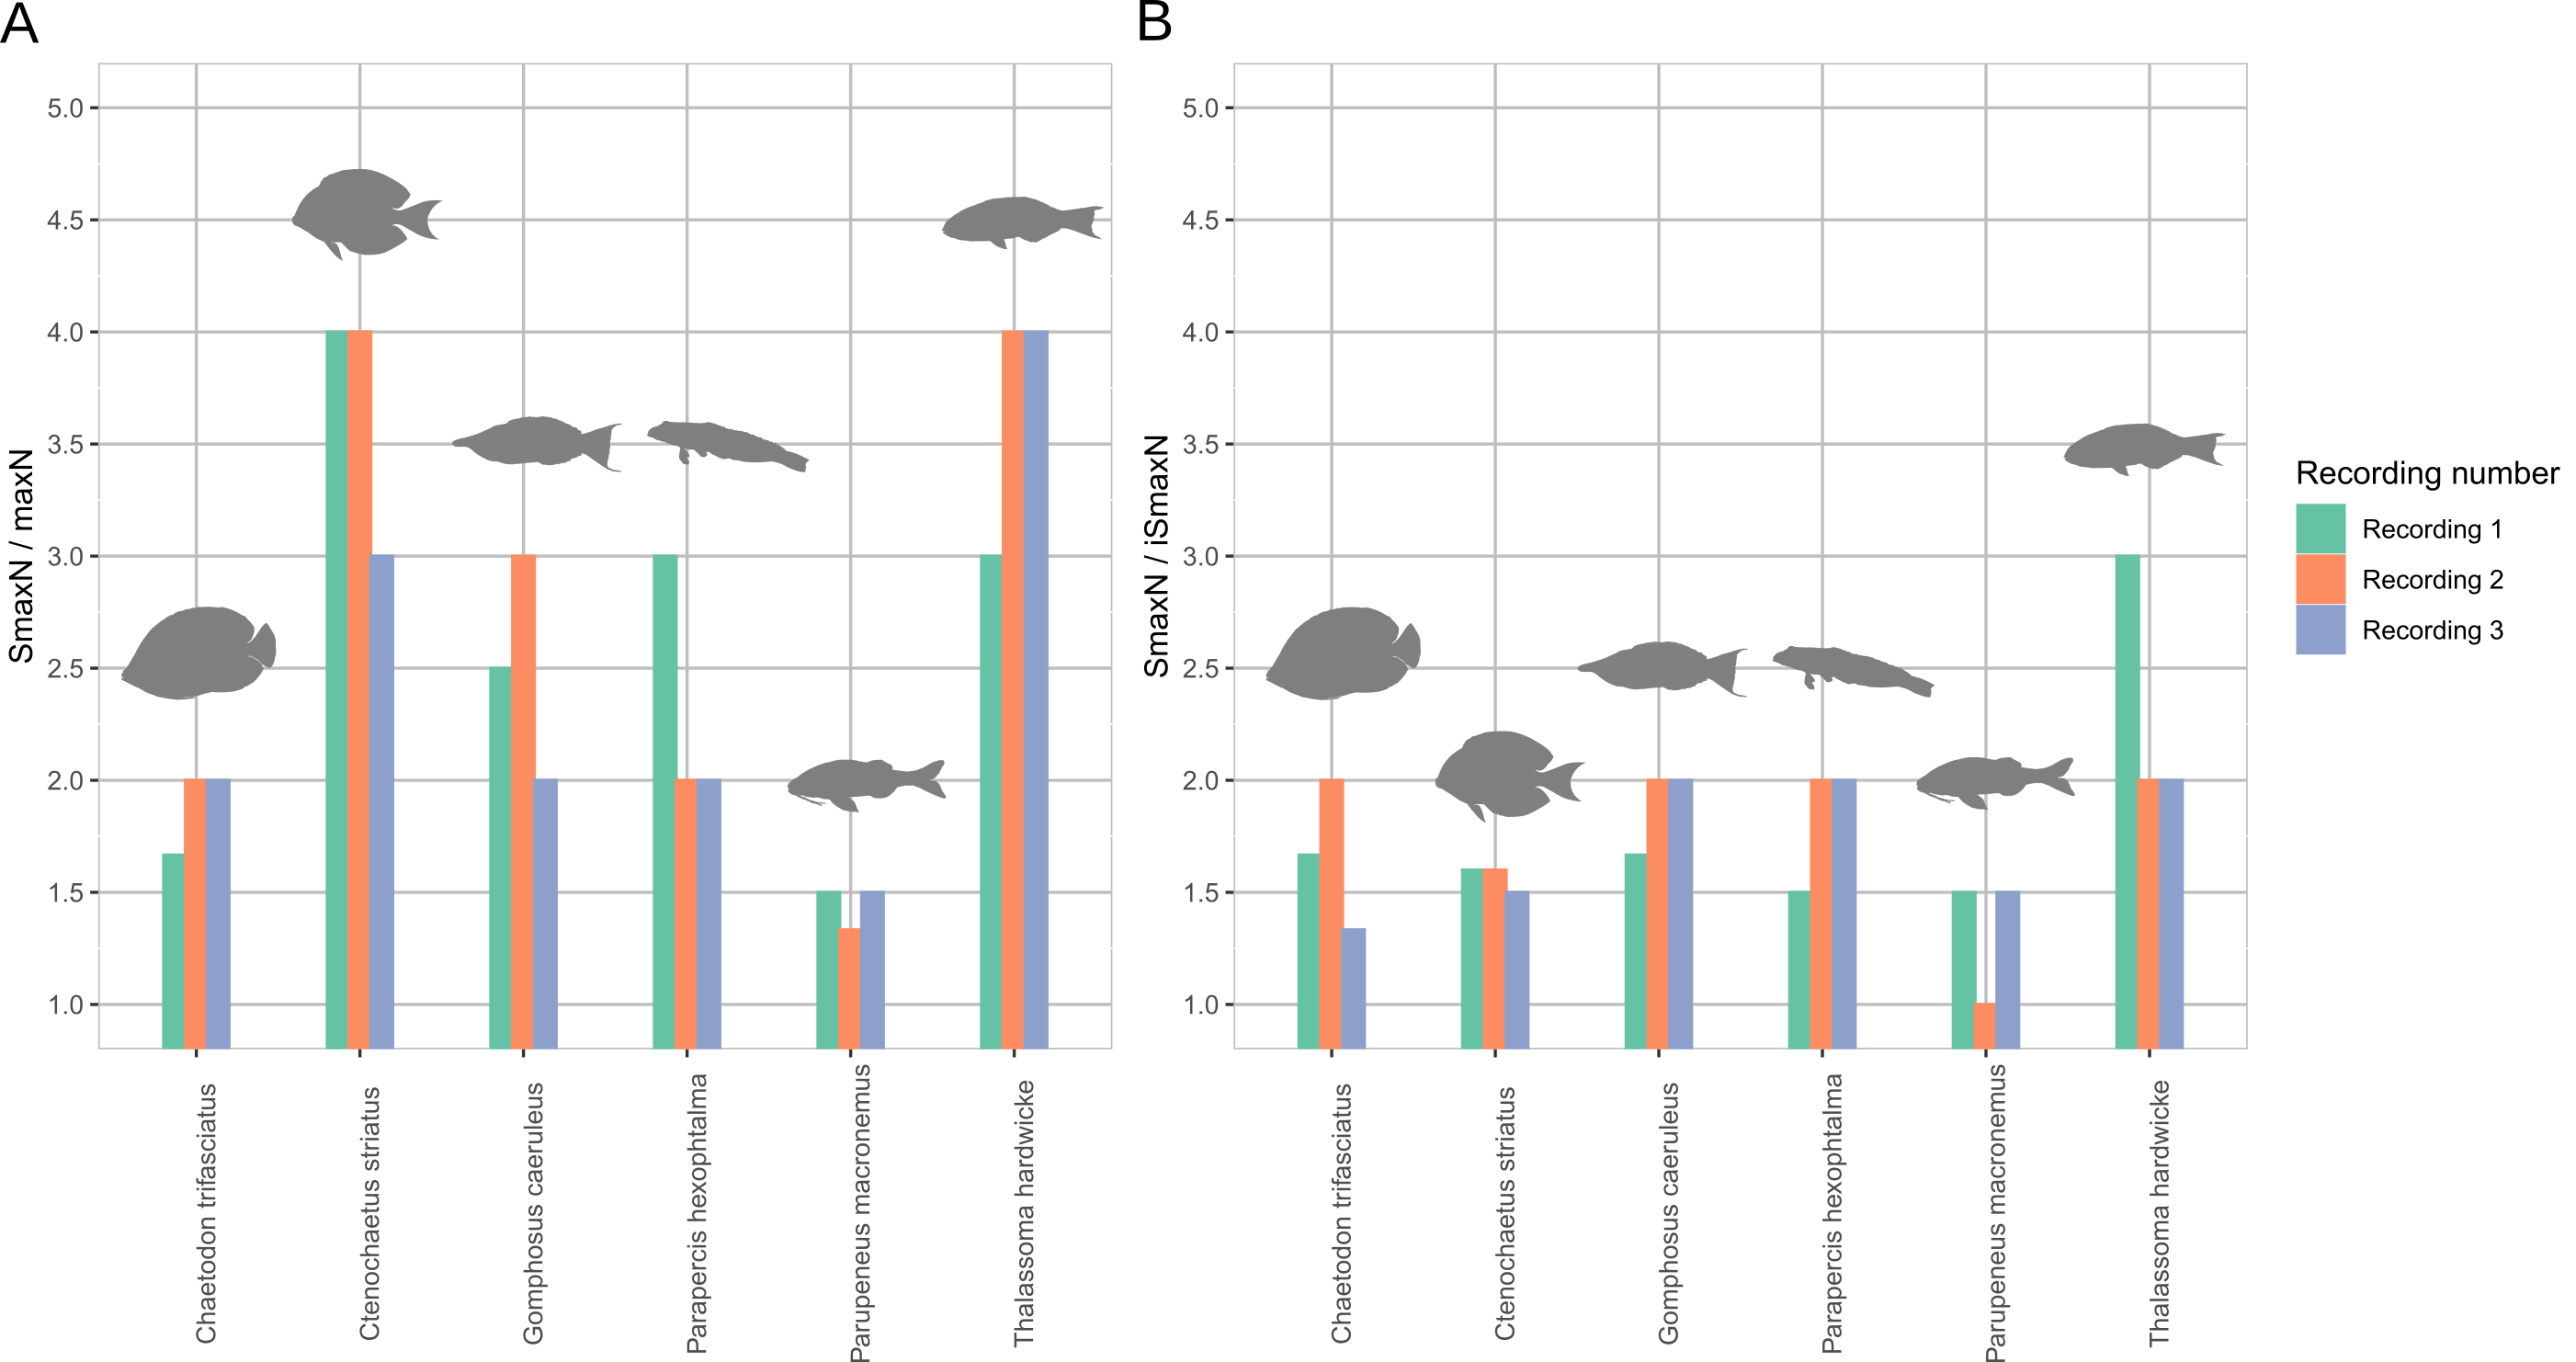 A
SmaxN / maxN
5.0
4.5
4.0
3.5
3.0
2.5
2.0
1.5
1.0
Chaetodon trifasciatus
Ctenochaetus striatus
Gomphosus caeruleus
Parapercis hexophtalma
Parupeneus macronemus
Thalassoma hardwicke
B
SmaxN / iSmaxN
5.0
4.5
4.0
3.5
3.0
2.5
2.0
1.5
1.0
Chaetodon trifasciatus
Ctenochaetus striatus
Gomphosus caeruleus
Parapercis hexophtalma
Parupeneus macronemus
Thalassoma hardwicke
Recording number
Recording 1
Recording 2
Recording 3